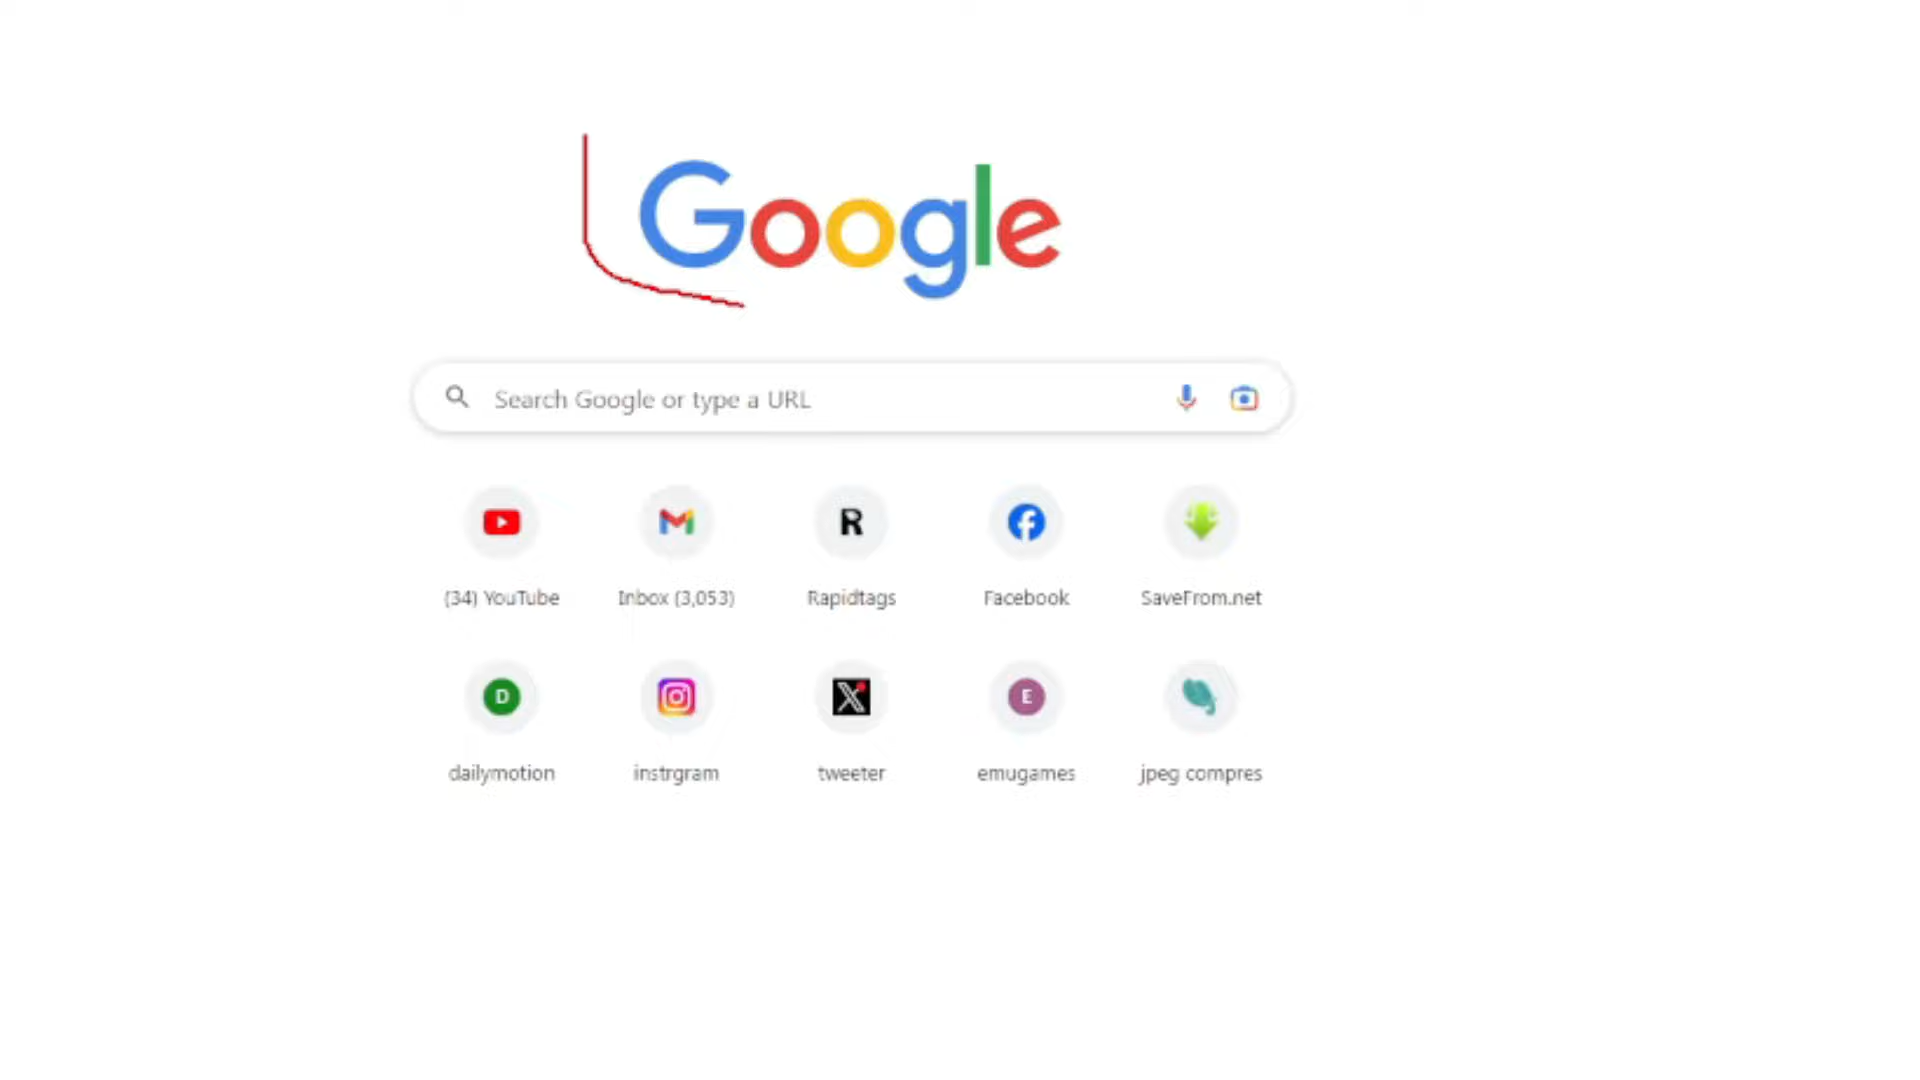 Google
Search Google or type a URL
(34) YouTube Inbox (3,053) Rapidtags Facebook SaveFrom.net
D E
dailymotion instrgram tweeter emugames jpeg compres